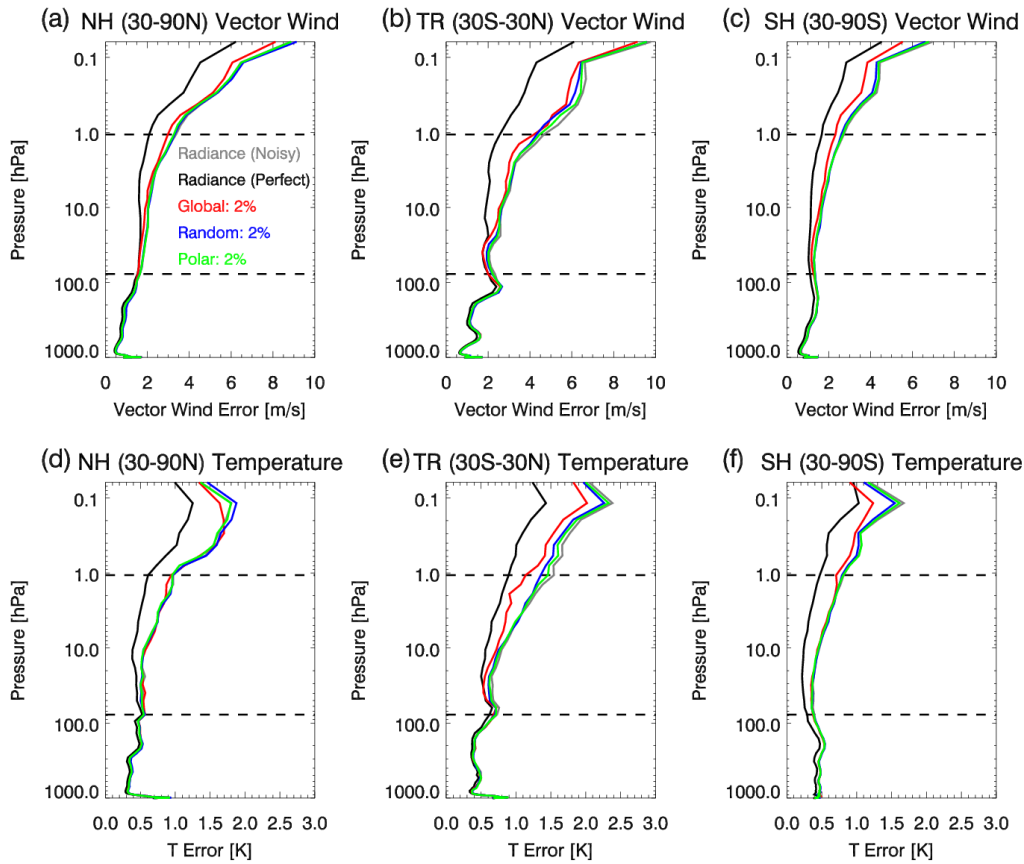 (a) NH (30-90N) Vector Wind
(b) TR (30S-30N) Vector Wind
(c) SH (30-90S) Vector Wind
Pressure [hPa]
0.1
1.0
10.0
100.0
1000.0
Radiance (Noisy)
Radiance (Perfect)
Global: 2%
Random: 2%
Polar: 2%
0 2 4 6 8 10
Vector Wind Error [m/s]
Pressure [hPa]
0.1
1.0
10.0
100.0
1000.0
0 2 4 6 8 10
Vector Wind Error [m/s]
Pressure [hPa]
0.1
1.0
10.0
100.0
1000.0
0 2 4 6 8 10
Vector Wind Error [m/s]
(d) NH (30-90N) Temperature
(e) TR (30S-30N) Temperature
(f) SH (30-90S) Temperature
Pressure [hPa]
0.1
1.0
10.0
100.0
1000.0
0.0 0.5 1.0 1.5 2.0 2.5 3.0
T Error [K]
Pressure [hPa]
0.1
1.0
10.0
100.0
1000.0
0.0 0.5 1.0 1.5 2.0 2.5 3.0
T Error [K]
Pressure [hPa]
0.1
1.0
10.0
100.0
1000.0
0.0 0.5 1.0 1.5 2.0 2.5 3.0
T Error [K]